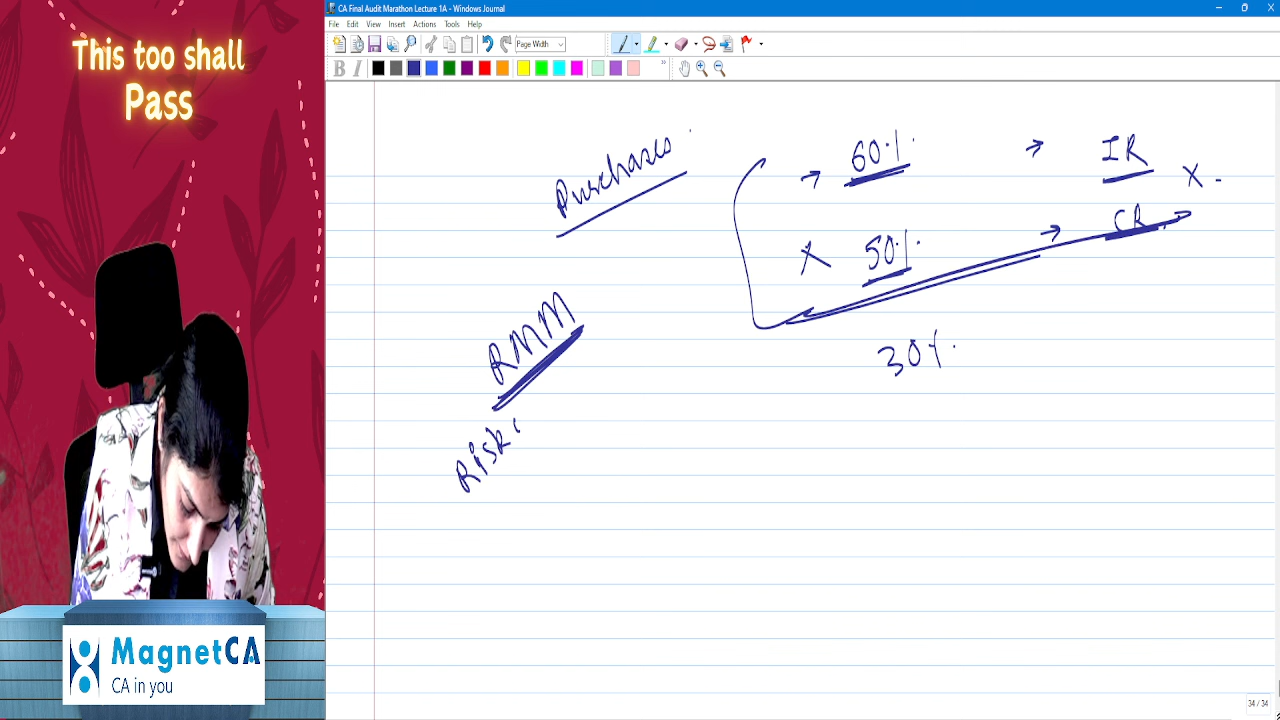 This too shall
Pass
CA Final Audit Marathon Lecture 1A - Windows Journal
File Edit View Insert Actions Tools Help
Page Width
B I
Purchases
→ 60% → IR
X
X 50% → CR
30%
RMM
Risk
MagnetCA
CA in you
34 / 34